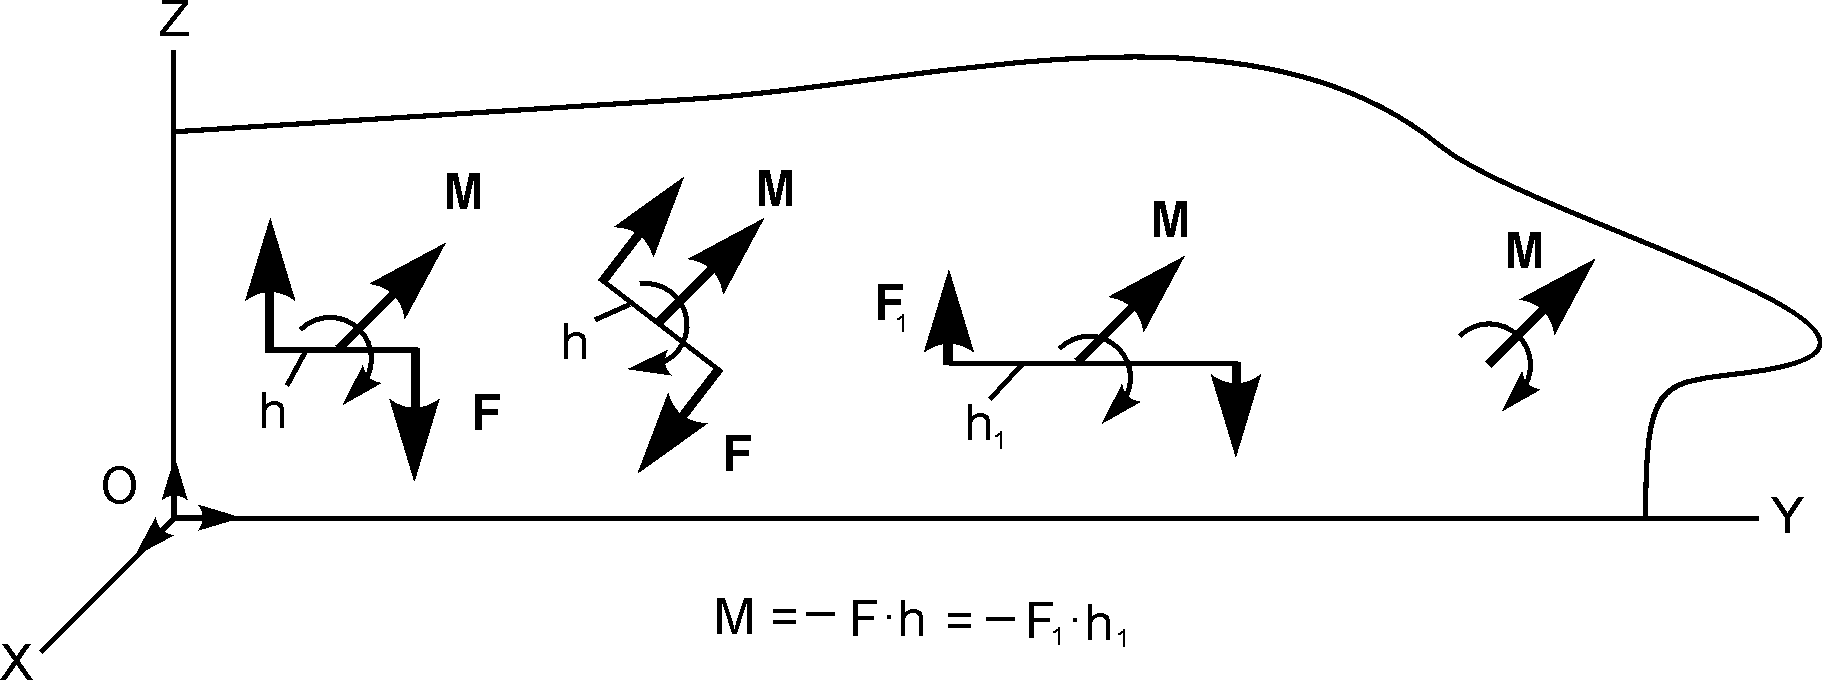 Z
M
M
M
M
F₁
h
h
h₁
F
F
O
Y
X
M = − F · h = − F₁ · h₁